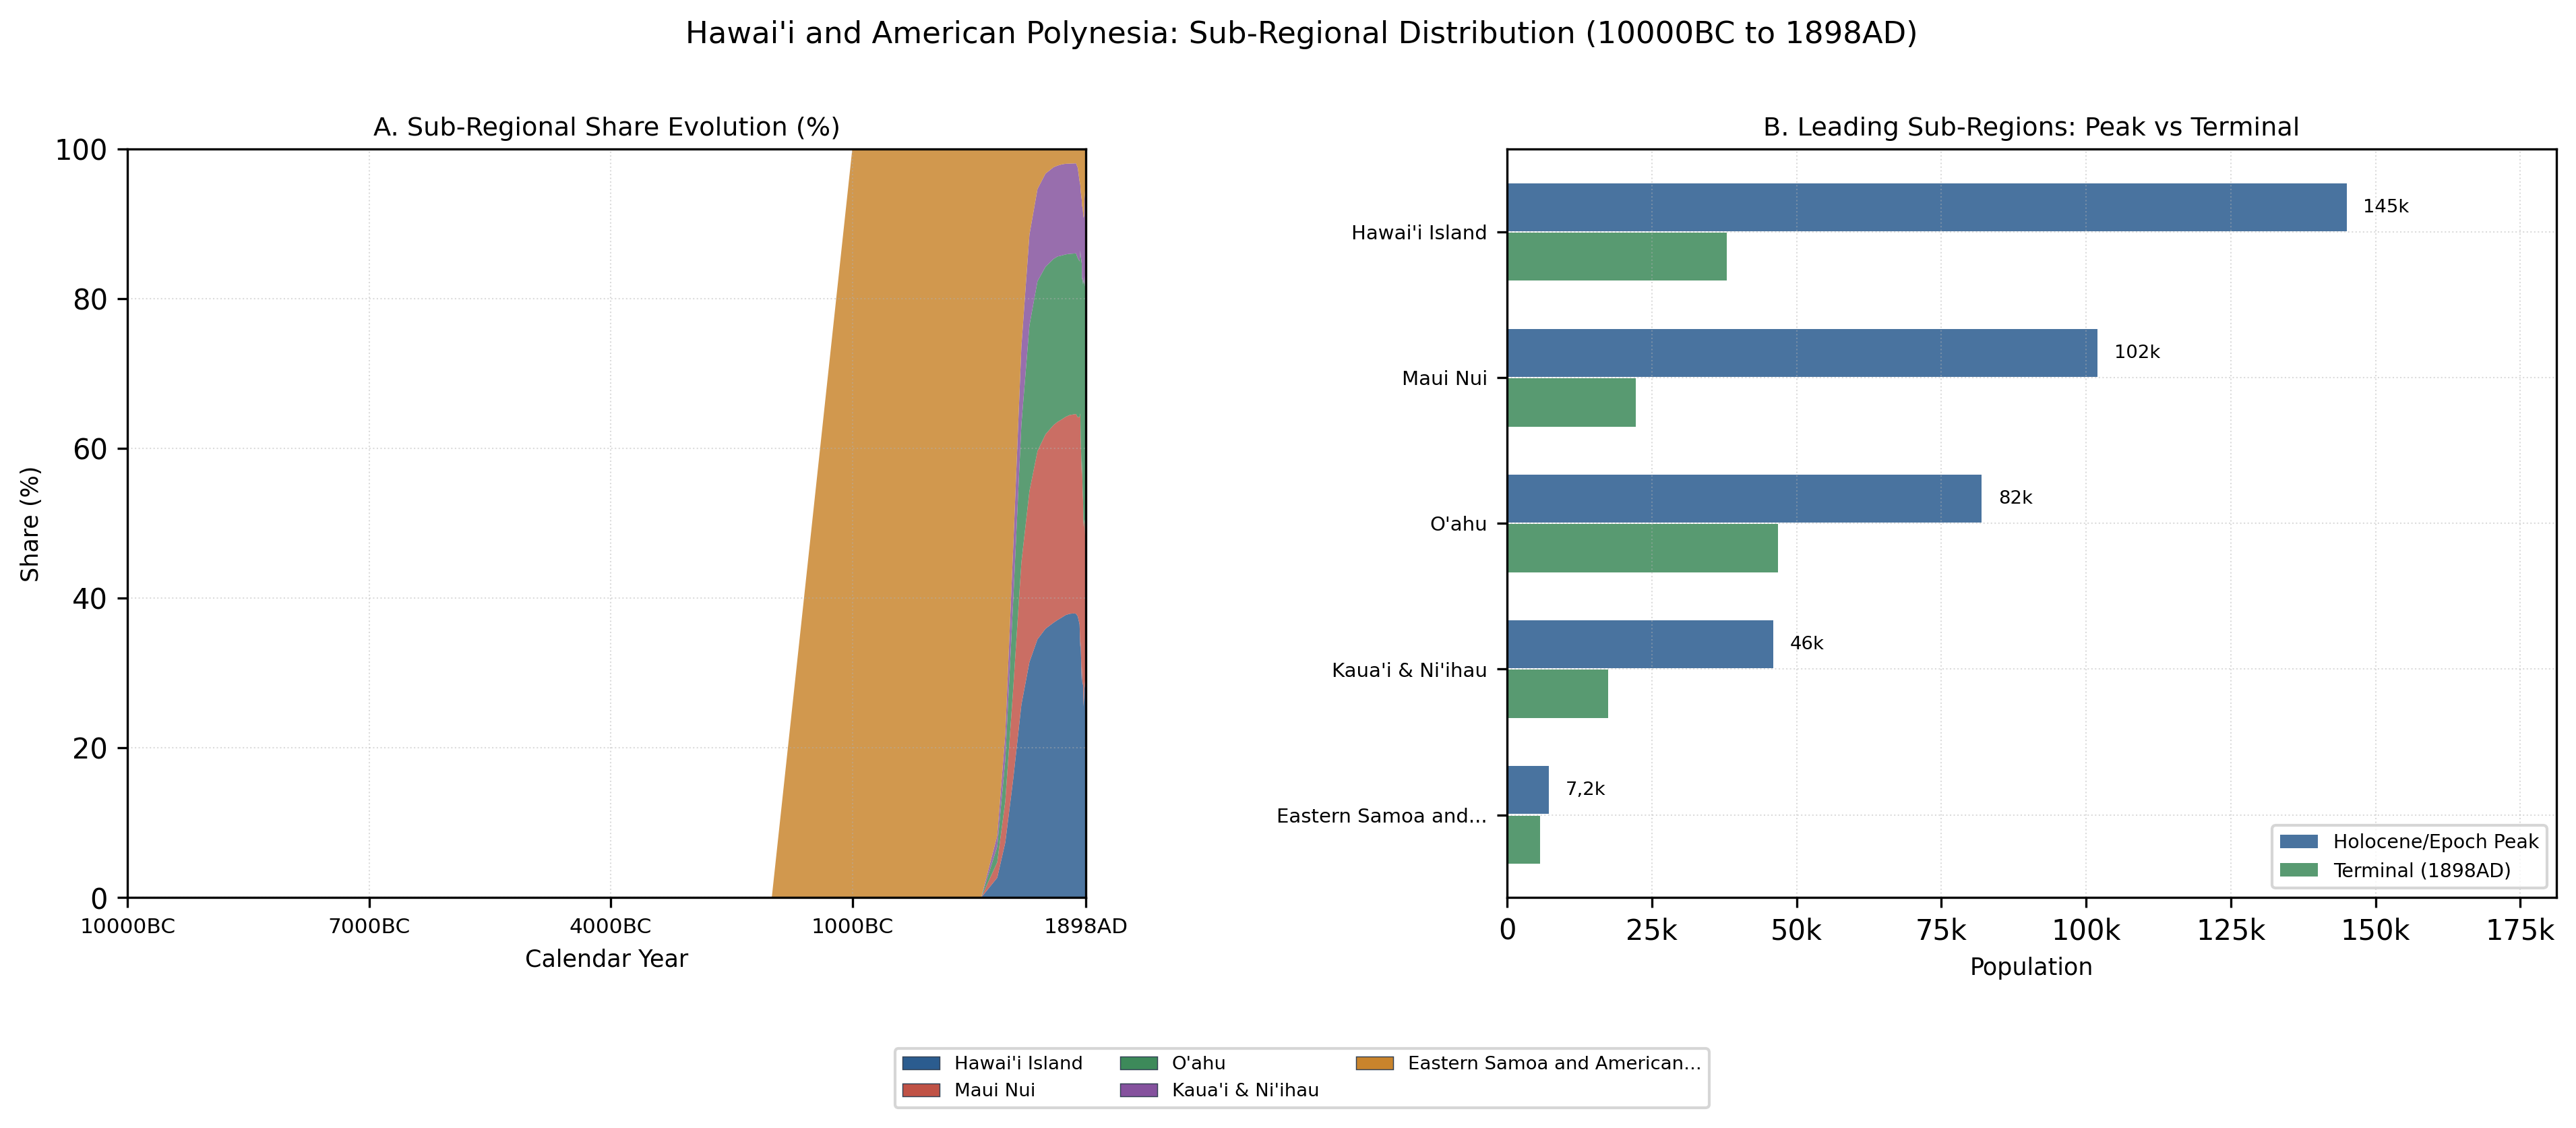 Hawai'i and American Polynesia: Sub-Regional Distribution (10000BC to 1898AD)
A. Sub-Regional Share Evolution (%)
100
80
60
40
20
0
Share (%)
10000BC
7000BC
4000BC
1000BC
1898AD
Calendar Year
B. Leading Sub-Regions: Peak vs Terminal
Hawai'i Island
145k
Maui Nui
102k
O'ahu
82k
Kaua'i & Ni'ihau
46k
Eastern Samoa and...
7,2k
Holocene/Epoch Peak
Terminal (1898AD)
0
25k
50k
75k
100k
125k
150k
175k
Population
Hawai'i Island
Maui Nui
O'ahu
Kaua'i & Ni'ihau
Eastern Samoa and American...